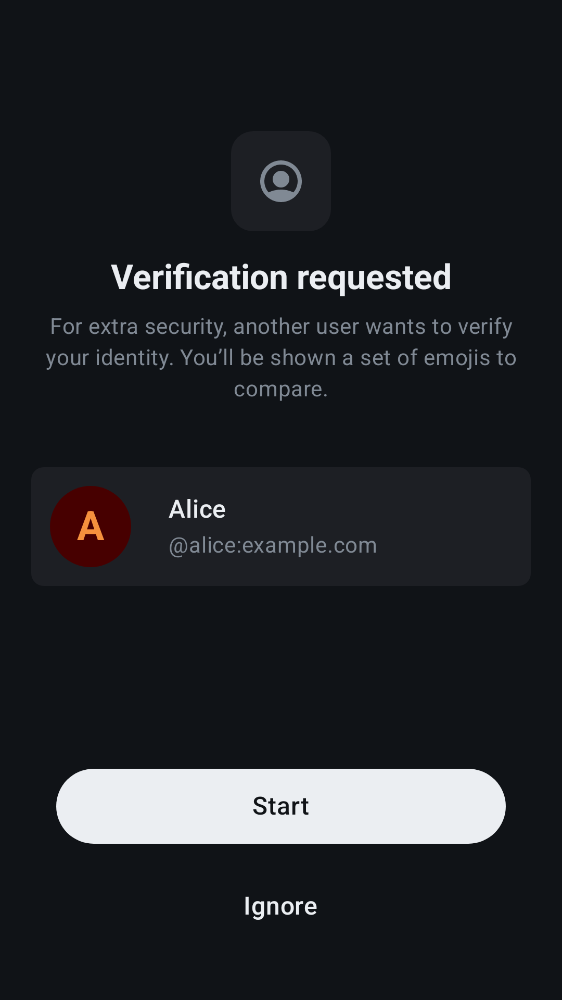 Verification requested
For extra security, another user wants to verify
your identity. You’ll be shown a set of emojis to
compare.
A
Alice
@alice:example.com
Start
Ignore